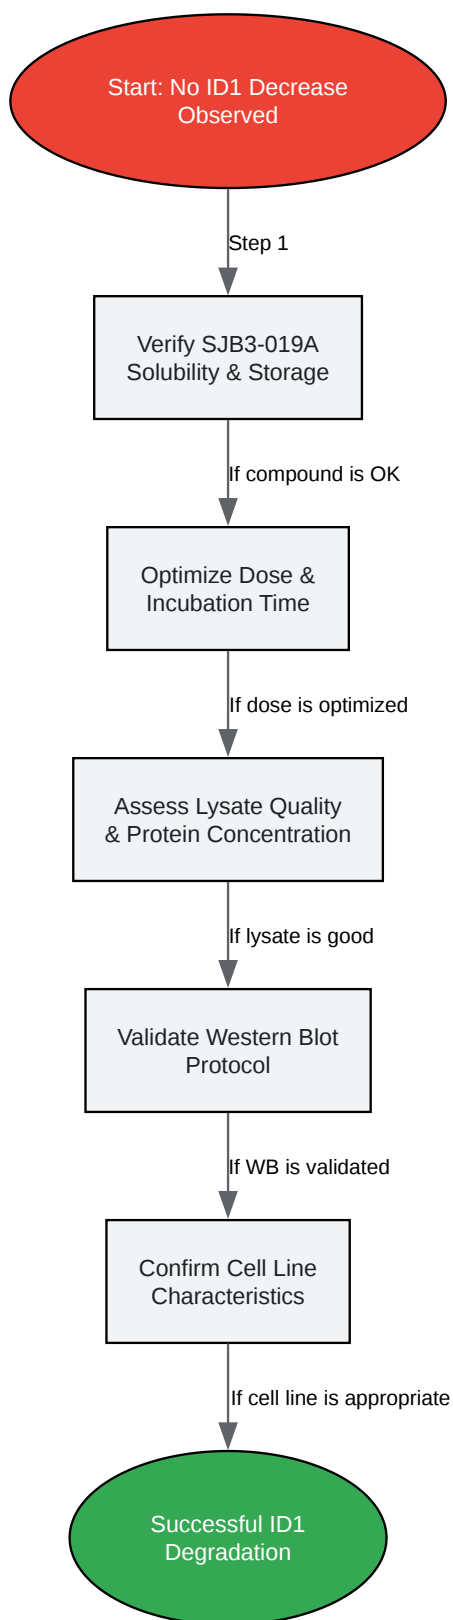 Start: No ID1 Decrease
Observed
Step 1
Verify SJB3-019A
Solubility & Storage
If compound is OK
Optimize Dose &
Incubation Time
If dose is optimized
Assess Lysate Quality
& Protein Concentration
If lysate is good
Validate Western Blot
Protocol
If WB is validated
Confirm Cell Line
Characteristics
If cell line is appropriate
Successful ID1
Degradation